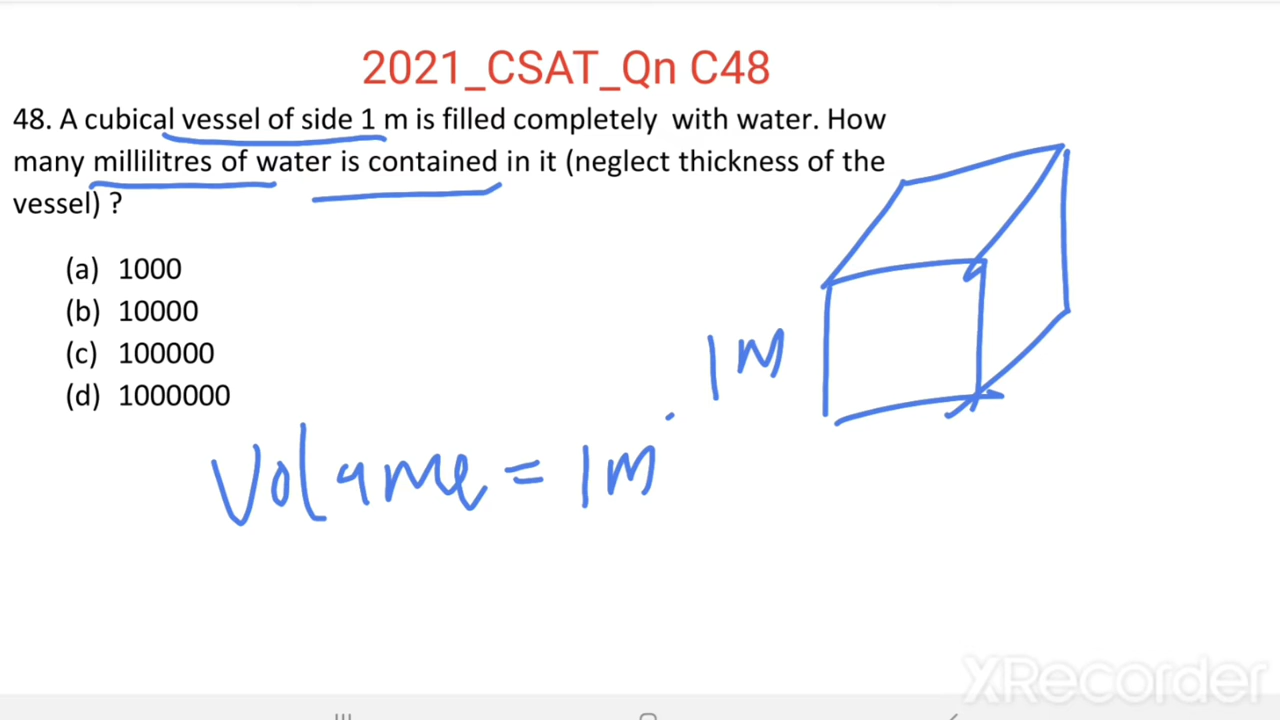 2021_CSAT_Qn C48
48. A cubical vessel of side 1 m is filled completely with water. How
many millilitres of water is contained in it (neglect thickness of the
vessel) ?
(a) 1000
(b) 10000
(c) 100000
(d) 1000000
1M
Volume = 1M
XRecorder